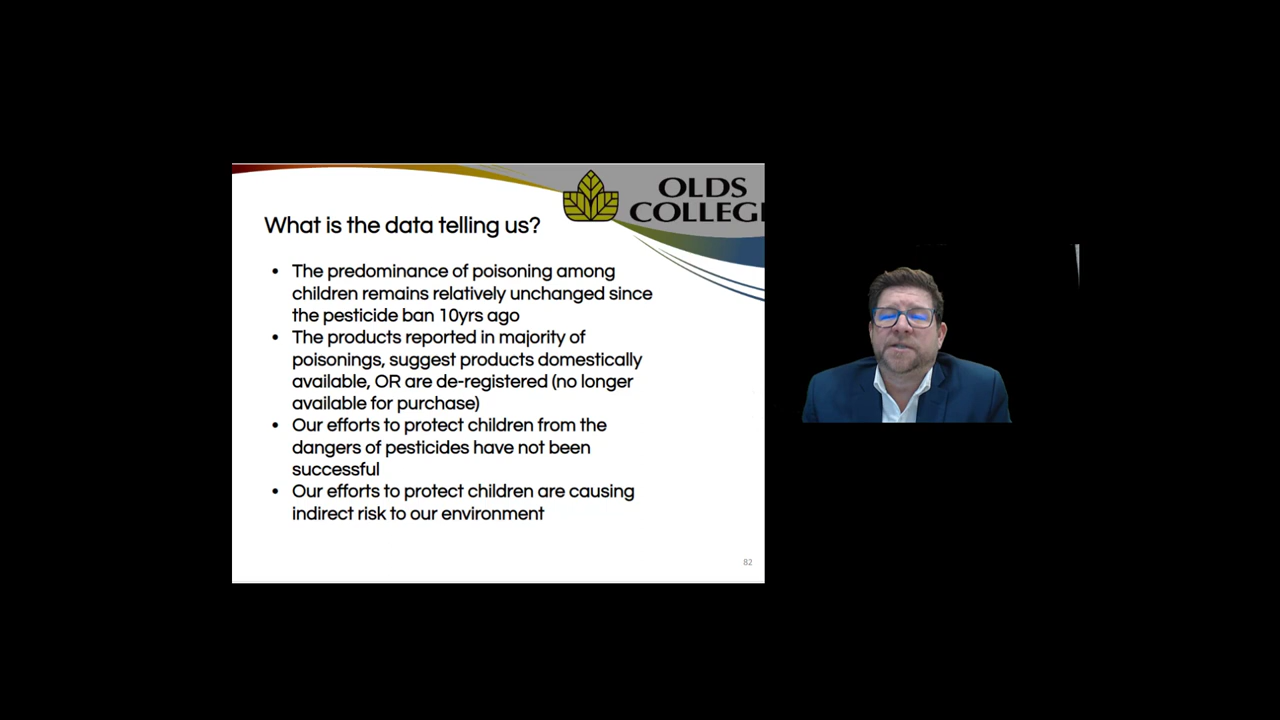 OLDS
COLLEGE
What is the data telling us?
• The predominance of poisoning among
children remains relatively unchanged since
the pesticide ban 10yrs ago
• The products reported in majority of
poisonings, suggest products domestically
available, OR are de-registered (no longer
available for purchase)
• Our efforts to protect children from the
dangers of pesticides have not been
successful
• Our efforts to protect children are causing
indirect risk to our environment
82